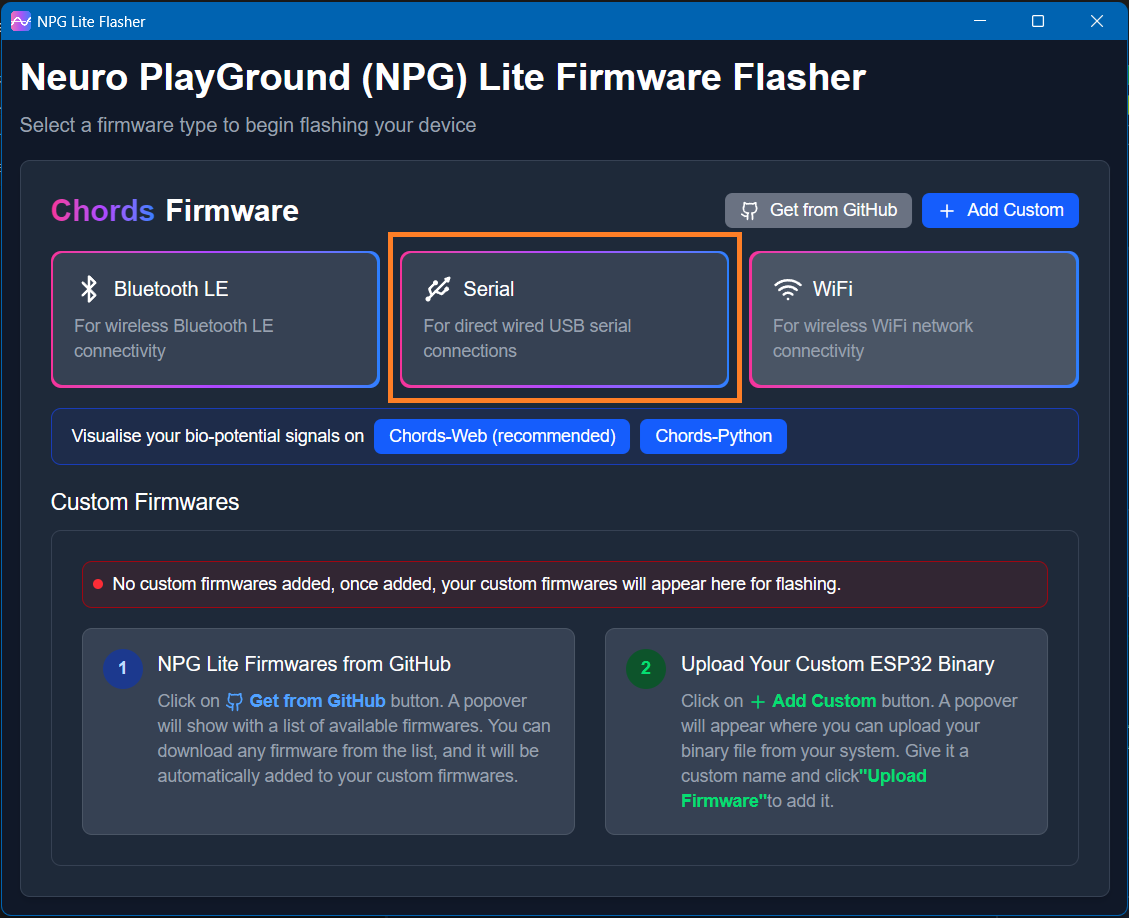 NPG Lite Flasher
Neuro PlayGround (NPG) Lite Firmware Flasher
Select a firmware type to begin flashing your device
Chords Firmware
Get from GitHub
Add Custom
Bluetooth LE
For wireless Bluetooth LE
connectivity
Serial
For direct wired USB serial
connections
WiFi
For wireless WiFi network
connectivity
Visualise your bio-potential signals on
Chords-Web (recommended)
Chords-Python
Custom Firmwares
No custom firmwares added, once added, your custom firmwares will appear here for flashing.
1
NPG Lite Firmwares from GitHub
Click on Get from GitHub button. A popover
will show with a list of available firmwares. You can
download any firmware from the list, and it will be
automatically added to your custom firmwares.
2
Upload Your Custom ESP32 Binary
Click on + Add Custom button. A popover
will appear where you can upload your
binary file from your system. Give it a
custom name and click"Upload
Firmware"to add it.